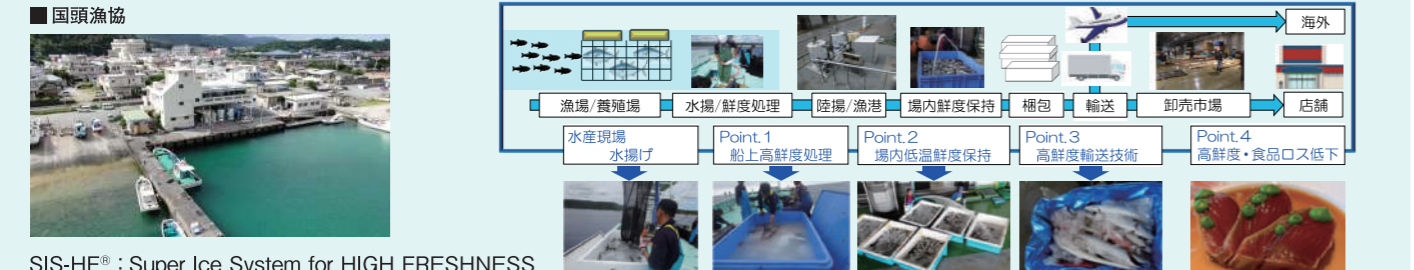 ■国頭漁協
海外
漁場/養殖場
水揚/鮮度処理
陸揚/漁港
場内鮮度保持
梱包
輸送
卸売市場
店舗
水産現場
水揚げ
Point.1
船上高鮮度処理
Point.2
場内低温鮮度保持
Point.3
高鮮度輸送技術
Point.4
高鮮度・食品ロス低下
SIS-HF®：Super Ice System for HIGH FRESHNESS